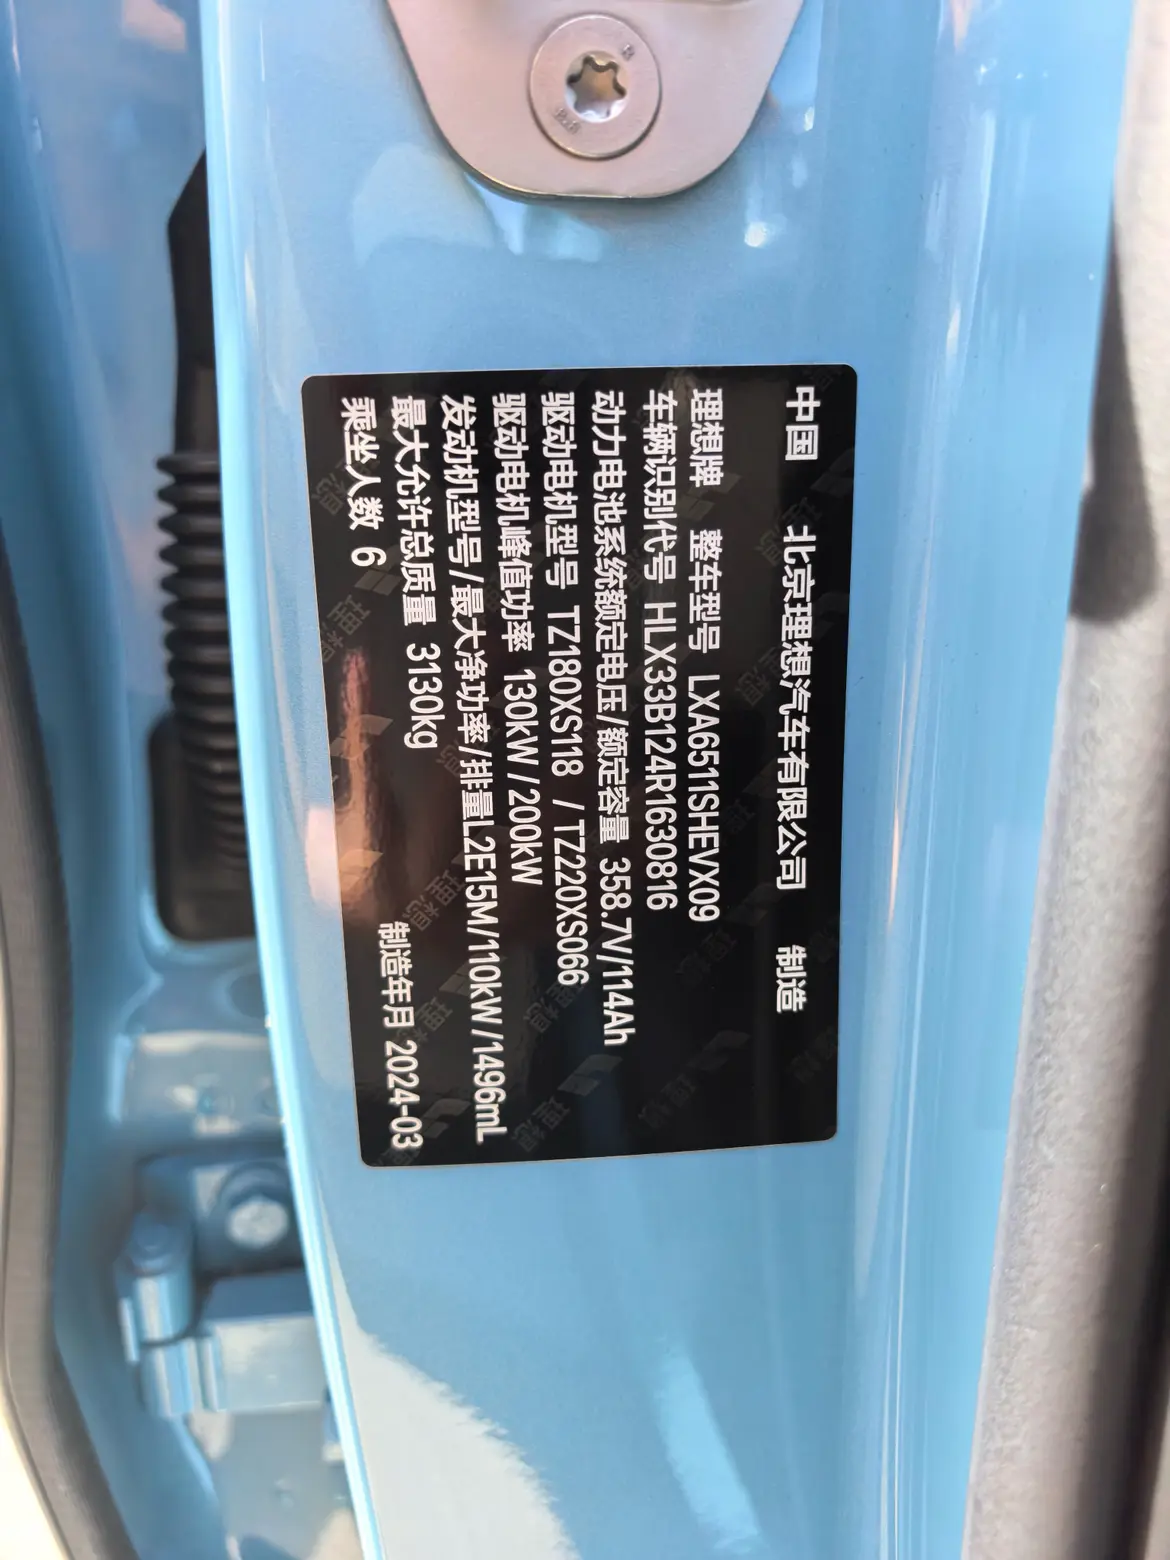 中国 北京理想汽车有限公司 制造
理想牌 整车型号 LXA6511SHEVX09
车辆识别代号 HLX33B124R1630816
动力电池系统额定电压/额定容量 358.7V/114Ah
驱动电机型号 TZ180XS118 / TZ220XS066
驱动电机峰值功率 130kW / 200kW
发动机型号/最大净功率/排量L2E15M/110kW/1496mL
最大允许总质量 3130kg
乘坐人数 6 制造年月 2024-03